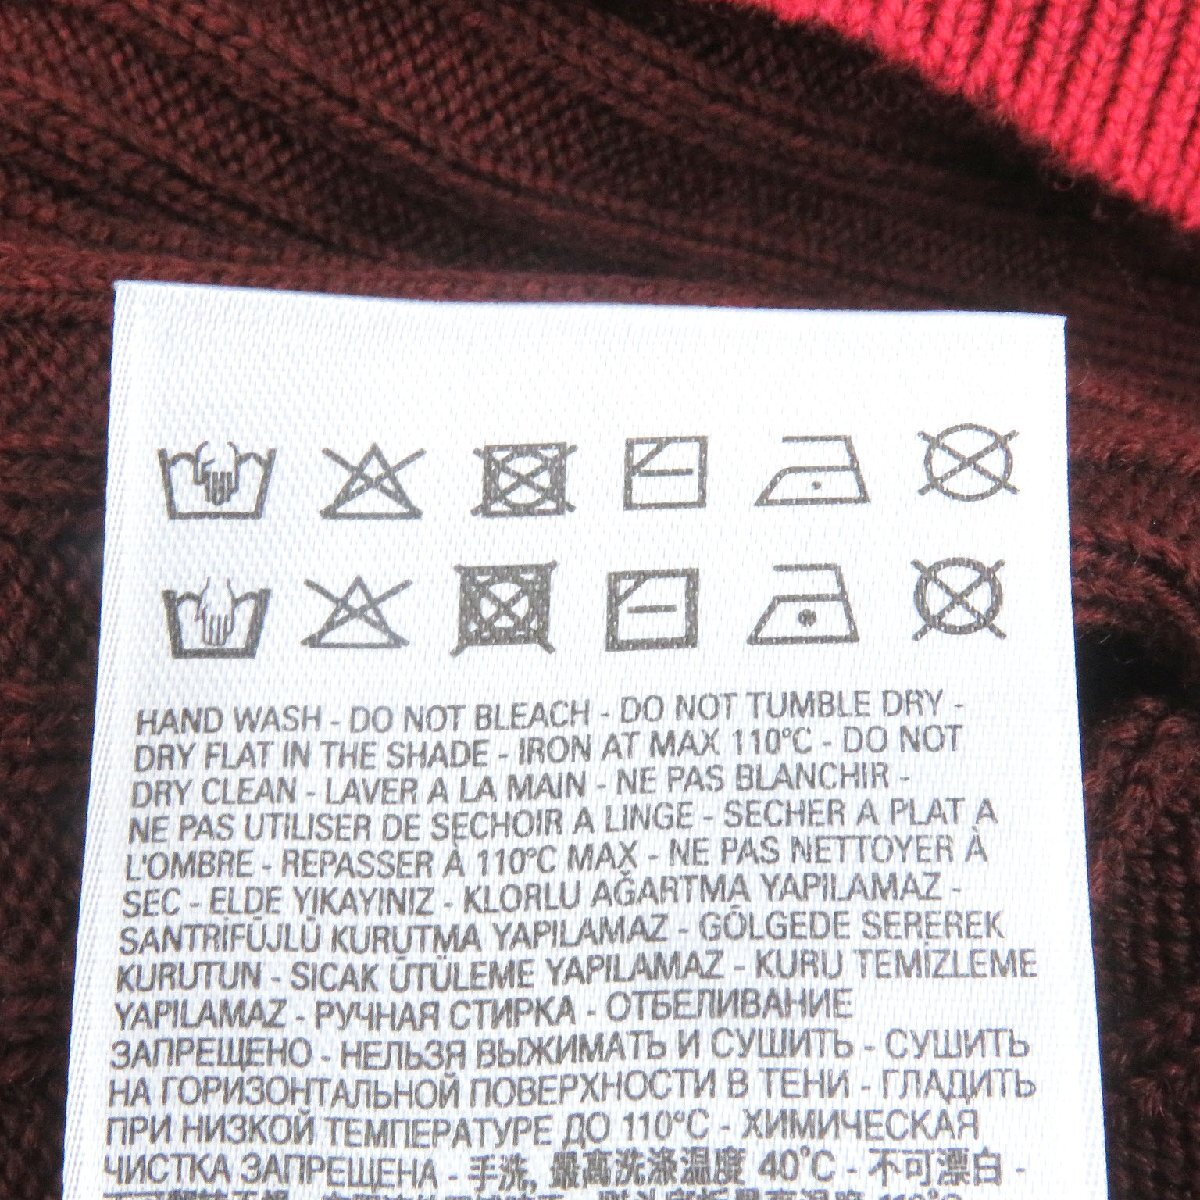 HAND WASH - DO NOT BLEACH - DO NOT TUMBLE DRY -
DRY FLAT IN THE SHADE - IRON AT MAX 110°C - DO NOT
DRY CLEAN - LAVER A LA MAIN - NE PAS BLANCHIR -
NE PAS UTILISER DE SECHOIR A LINGE - SECHER A PLAT A
L'OMBRE - REPASSER À 110°C MAX - NE PAS NETTOYER À
SEC - ELDE YIKAYINIZ - KLORLU AĞARTMA YAPILAMAZ -
SANTRİFÜJLÜ KURUTMA YAPILAMAZ - GÖLGEDE SEREREK
KURUTUN - SICAK ÜTÜLEME YAPILAMAZ - KURU TEMİZLEME
YAPILAMAZ - РУЧНАЯ СТИРКА - ОТБЕЛИВАНИЕ
ЗАПРЕЩЕНО - НЕЛЬЗЯ ВЫЖИМАТЬ И СУШИТЬ - СУШИТЬ
НА ГОРИЗОНТАЛЬНОЙ ПОВЕРХНОСТИ В ТЕНИ - ГЛАДИТЬ
ПРИ НИЗКОЙ ТЕМПЕРАТУРЕ ДО 110°C - ХИМИЧЕСКАЯ
ЧИСТКА ЗАПРЕЩЕНА - 手洗, 最高洗涤温度 40°C - 不可漂白 -